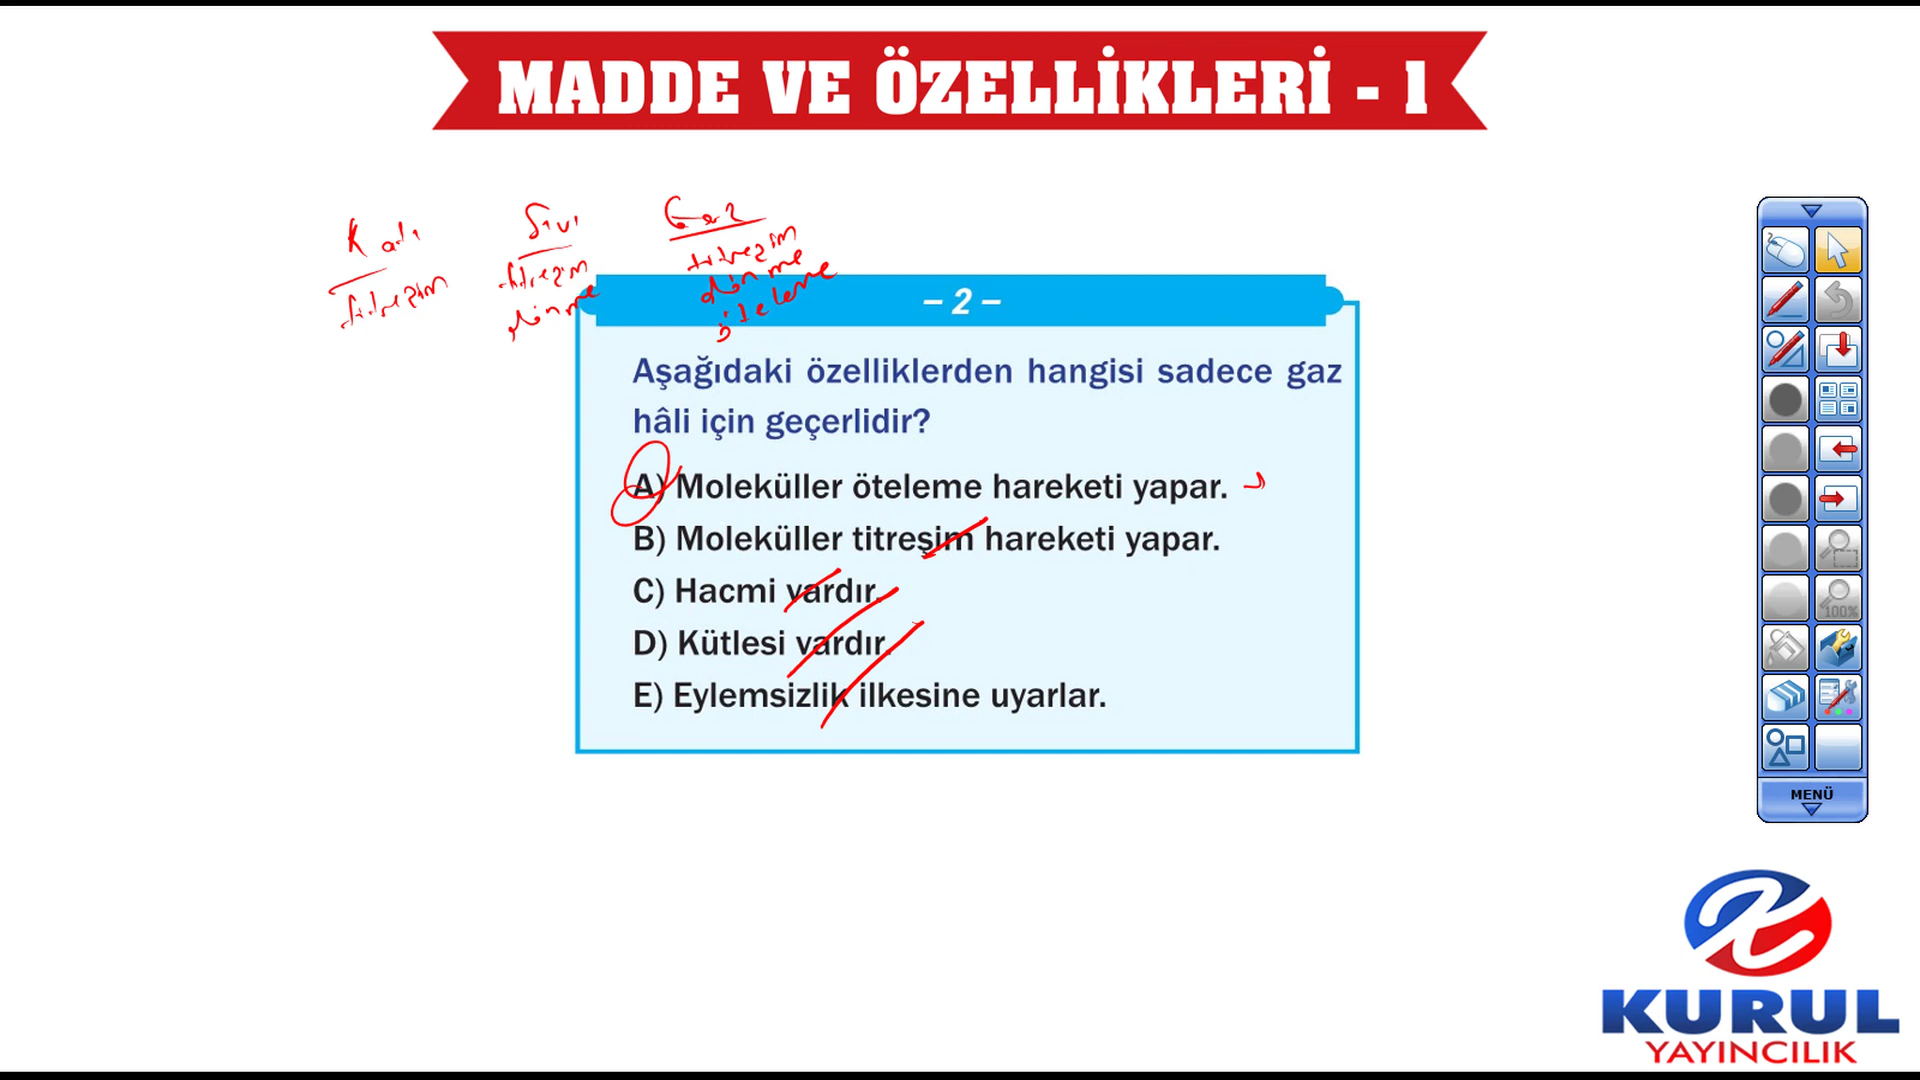 MADDE VE ÖZELLİKLERİ - 1
Katı
titreşim
Sıvı
titreşim
dönme
Gaz
titreşim
dönme
öteleme
– 2 –
Aşağıdaki özelliklerden hangisi sadece gaz
hâli için geçerlidir?
A) Moleküller öteleme hareketi yapar.
B) Moleküller titreşim hareketi yapar.
C) Hacmi vardır.
D) Kütlesi vardır.
E) Eylemsizlik ilkesine uyarlar.
100%
MENÜ
KURUL
YAYINCILIK